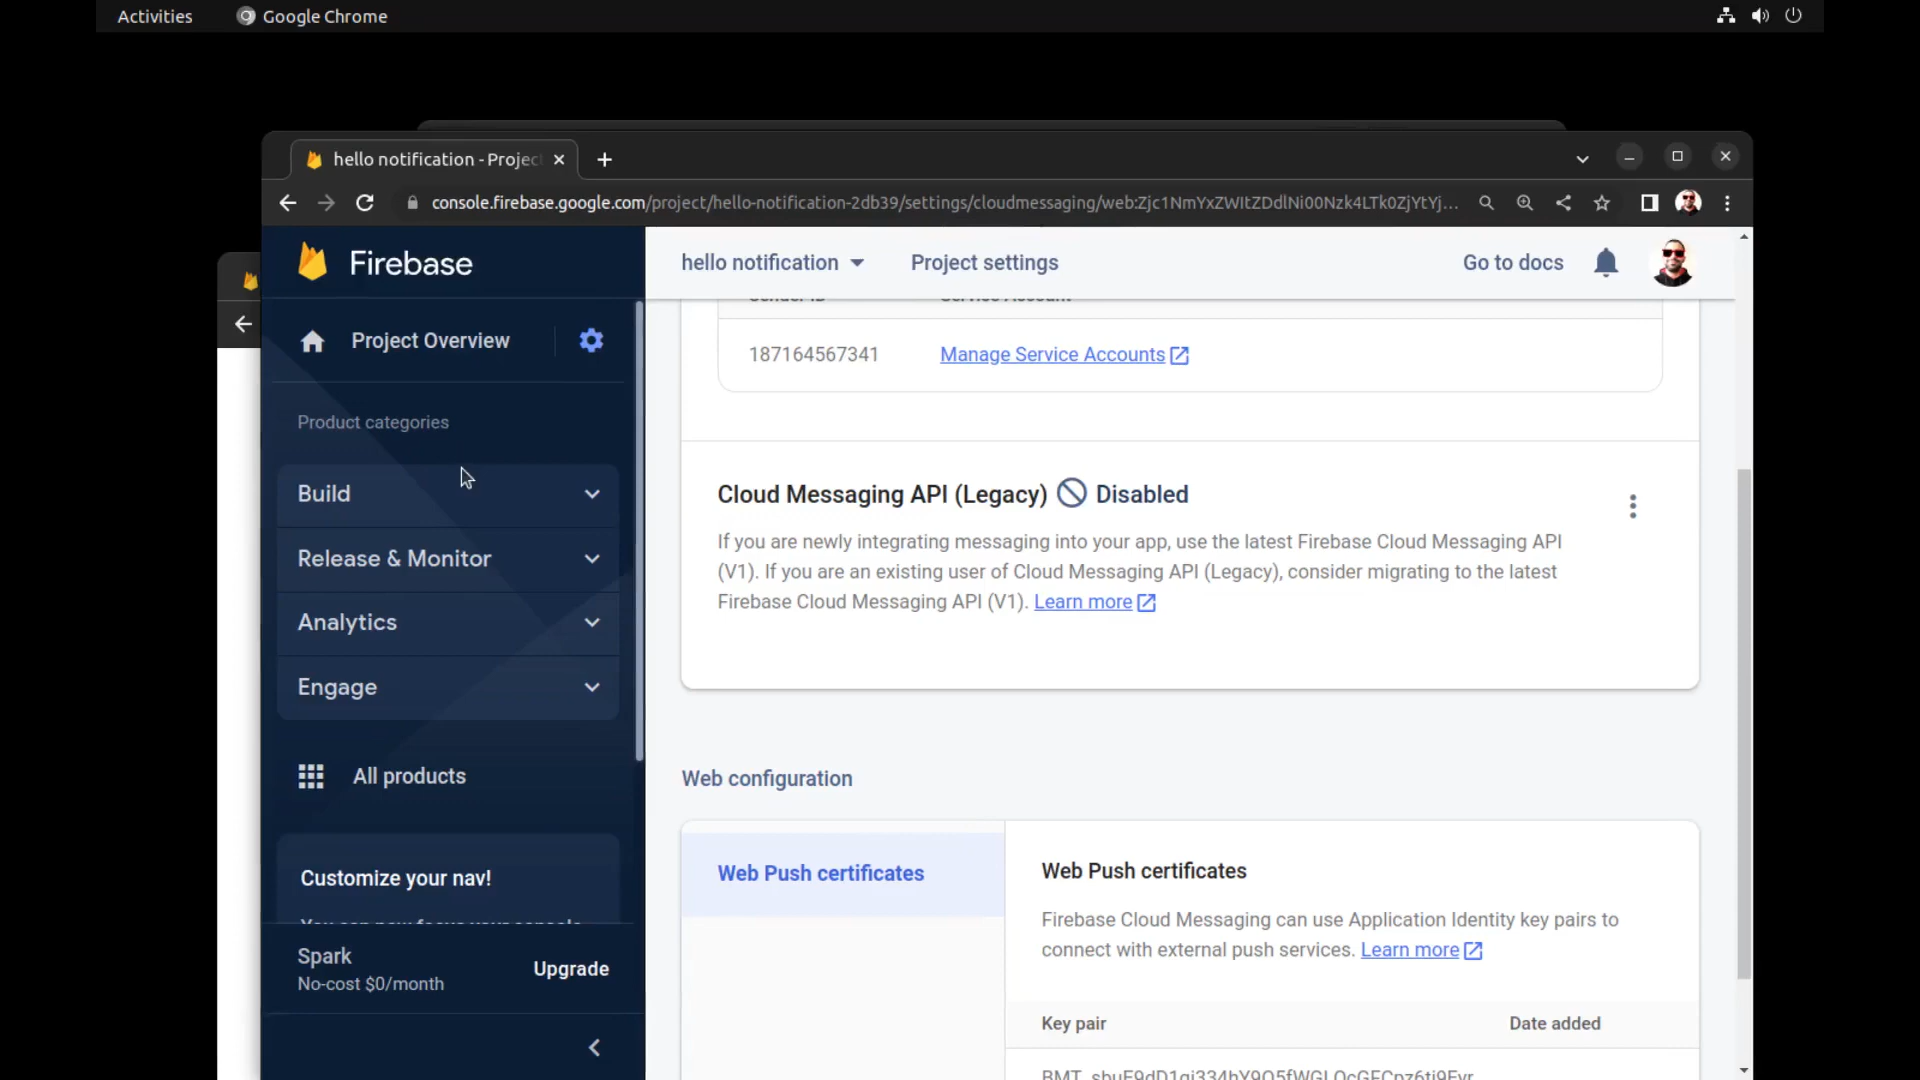 Activities
Google Chrome
hello notification - Projec
console.firebase.google.com/project/hello-notification-2db39/settings/cloudmessaging/web:Zjc1NmYxZWItZDdlNi00Nzk4LTk0ZjYtYj...
Firebase
hello notification
Project settings
Go to docs
Project Overview
Sender ID
Service Account
187164567341
Manage Service Accounts
Product categories
Build
Release & Monitor
Analytics
Engage
All products
Customize your nav!
Spark
No-cost $0/month
Upgrade
Cloud Messaging API (Legacy) Disabled
If you are newly integrating messaging into your app, use the latest Firebase Cloud Messaging API
(V1). If you are an existing user of Cloud Messaging API (Legacy), consider migrating to the latest
Firebase Cloud Messaging API (V1). Learn more
Web configuration
Web Push certificates
Web Push certificates
Firebase Cloud Messaging can use Application Identity key pairs to
connect with external push services. Learn more
Key pair
Date added